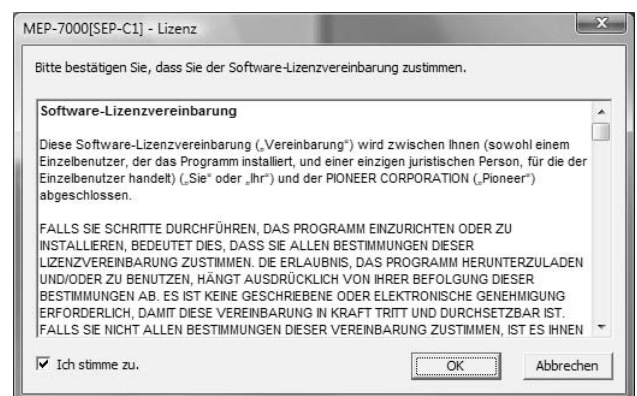 MEP-7000[SEP-C1] - Lizenz
Bitte bestätigen Sie, dass Sie der Software-Lizenzvereinbarung zustimmen.
Software-Lizenzvereinbarung
Diese Software-Lizenzvereinbarung („Vereinbarung“) wird zwischen Ihnen (sowohl einem
Einzelbenutzer, der das Programm installiert, und einer einzigen juristischen Person, für die der
Einzelbenutzer handelt) („Sie“ oder „Ihr“) und der PIONEER CORPORATION („Pioneer“)
abgeschlossen.
FALLS SIE SCHRITTE DURCHFÜHREN, DAS PROGRAMM EINZURICHTEN ODER ZU
INSTALLIEREN, BEDEUTET DIES, DASS SIE ALLEN BESTIMMUNGEN DIESER
LIZENZVEREINBARUNG ZUSTIMMEN. DIE ERLAUBNIS, DAS PROGRAMM HERUNTERZULADEN
UND/ODER ZU BENUTZEN, HÄNGT AUSDRÜCKLICH VON IHRER BEFOLGUNG DIESER
BESTIMMUNGEN AB. ES IST KEINE GESCHRIEBENE ODER ELEKTRONISCHE GENEHMIGUNG
ERFORDERLICH, DAMIT DIESE VEREINBARUNG IN KRAFT TRITT UND DURCHSETZBAR IST.
FALLS SIE NICHT ALLEN BESTIMMUNGEN DIESER VEREINBARUNG ZUSTIMMEN, IST ES IHNEN
Ich stimme zu.
OK
Abbrechen